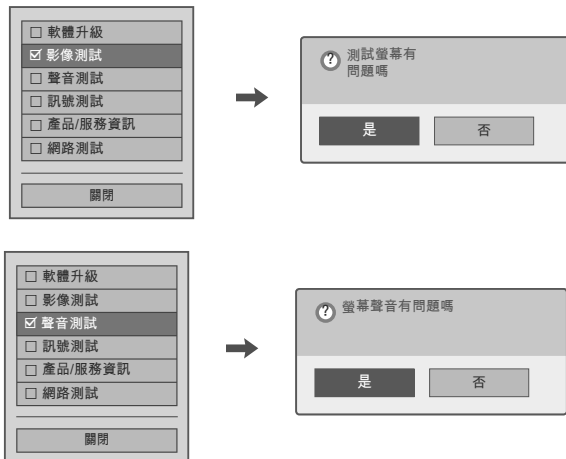 軟體升級
影像測試
聲音測試
訊號測試
產品/服務資訊
網路測試
關閉
? 測試螢幕有
問題嗎
是
否
軟體升級
影像測試
聲音測試
訊號測試
產品/服務資訊
網路測試
關閉
? 螢幕聲音有問題嗎
是
否